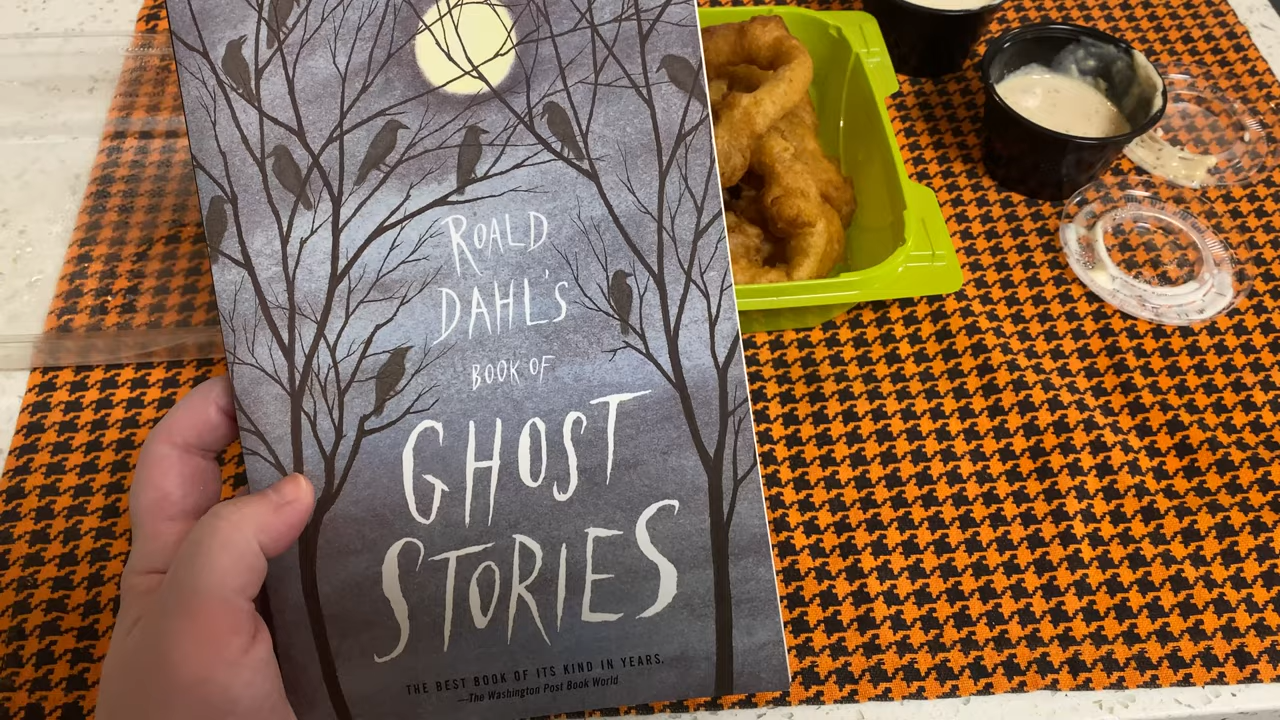 ROALD
DAHL'S
BOOK OF
GHOST
STORIES
THE BEST BOOK OF ITS KIND IN YEARS.
—The Washington Post Book World